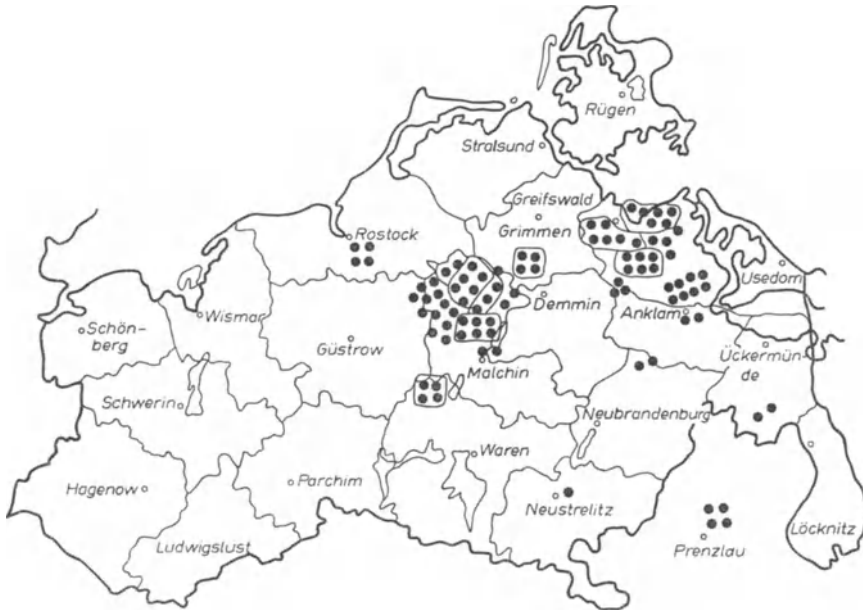 Rügen
Stralsund
Greifswald
Grimmen
Rostock
Usedom
Demmin
Wismar
Anklam
Schön-
berg
Güstrow
Ückermün-
de
Malchin
Schwerin
Neubrandenburg
Waren
Hagenow
Parchim
Neustrelitz
Löcknitz
Ludwigslust
Prenzlau